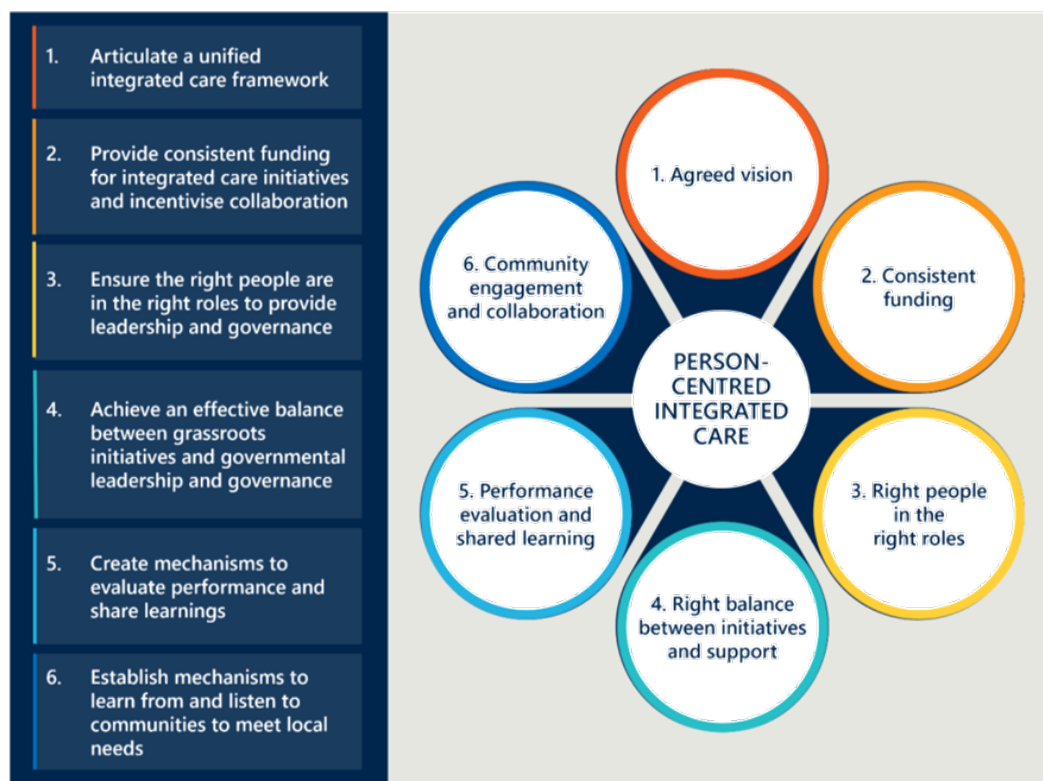 1. Articulate a unified
integrated care framework
2. Provide consistent funding
for integrated care initiatives
and incentivise collaboration
3. Ensure the right people are
in the right roles to provide
leadership and governance
4. Achieve an effective balance
between grassroots
initiatives and governmental
leadership and governance
5. Create mechanisms to
evaluate performance and
share learnings
6. Establish mechanisms to
learn from and listen to
communities to meet local
needs
1. Agreed vision
2. Consistent
funding
3. Right people
in the
right roles
4. Right balance
between initiatives
and support
5. Performance
evaluation and
shared learning
6. Community
engagement
and collaboration
PERSON-
CENTRED
INTEGRATED
CARE